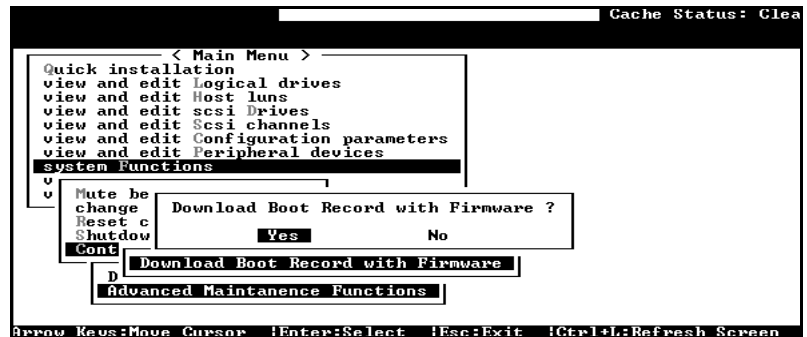 Cache Status: Clea
< Main Menu >
Quick installation
view and edit Logical drives
view and edit Host luns
view and edit scsi Drives
view and edit Scsi channels
view and edit Configuration parameters
view and edit Peripheral devices
system Functions
v
v
Mute be
change
Reset c
Shutdow
Cont
Download Boot Record with Firmware ?
Yes No
Download Boot Record with Firmware
D
Advanced Maintanence Functions
Arrow Keys:Move Cursor |Enter:Select |Esc:Exit |Ctrl+L:Refresh Screen